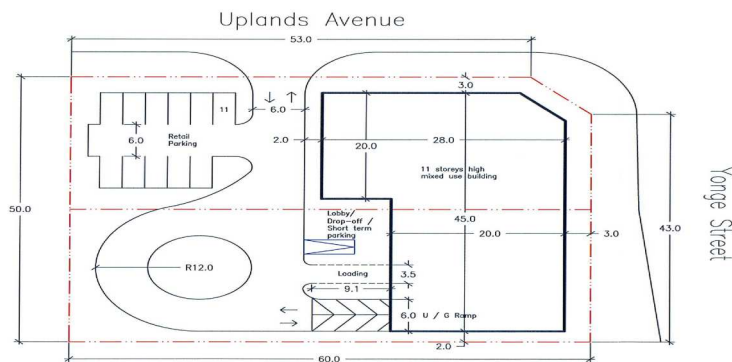 Uplands Avenue
53.0
3.0
11
6.0
6.0
Retail
Parking
2.0
28.0
20.0
11 storeys high
mixed use building
50.0
Yonge Street
Lobby/
Drop-off /
Short term
parking
45.0
20.0
3.0
43.0
R12.0
Loading
3.5
9.1
6.0 U / G Ramp
2.0
60.0